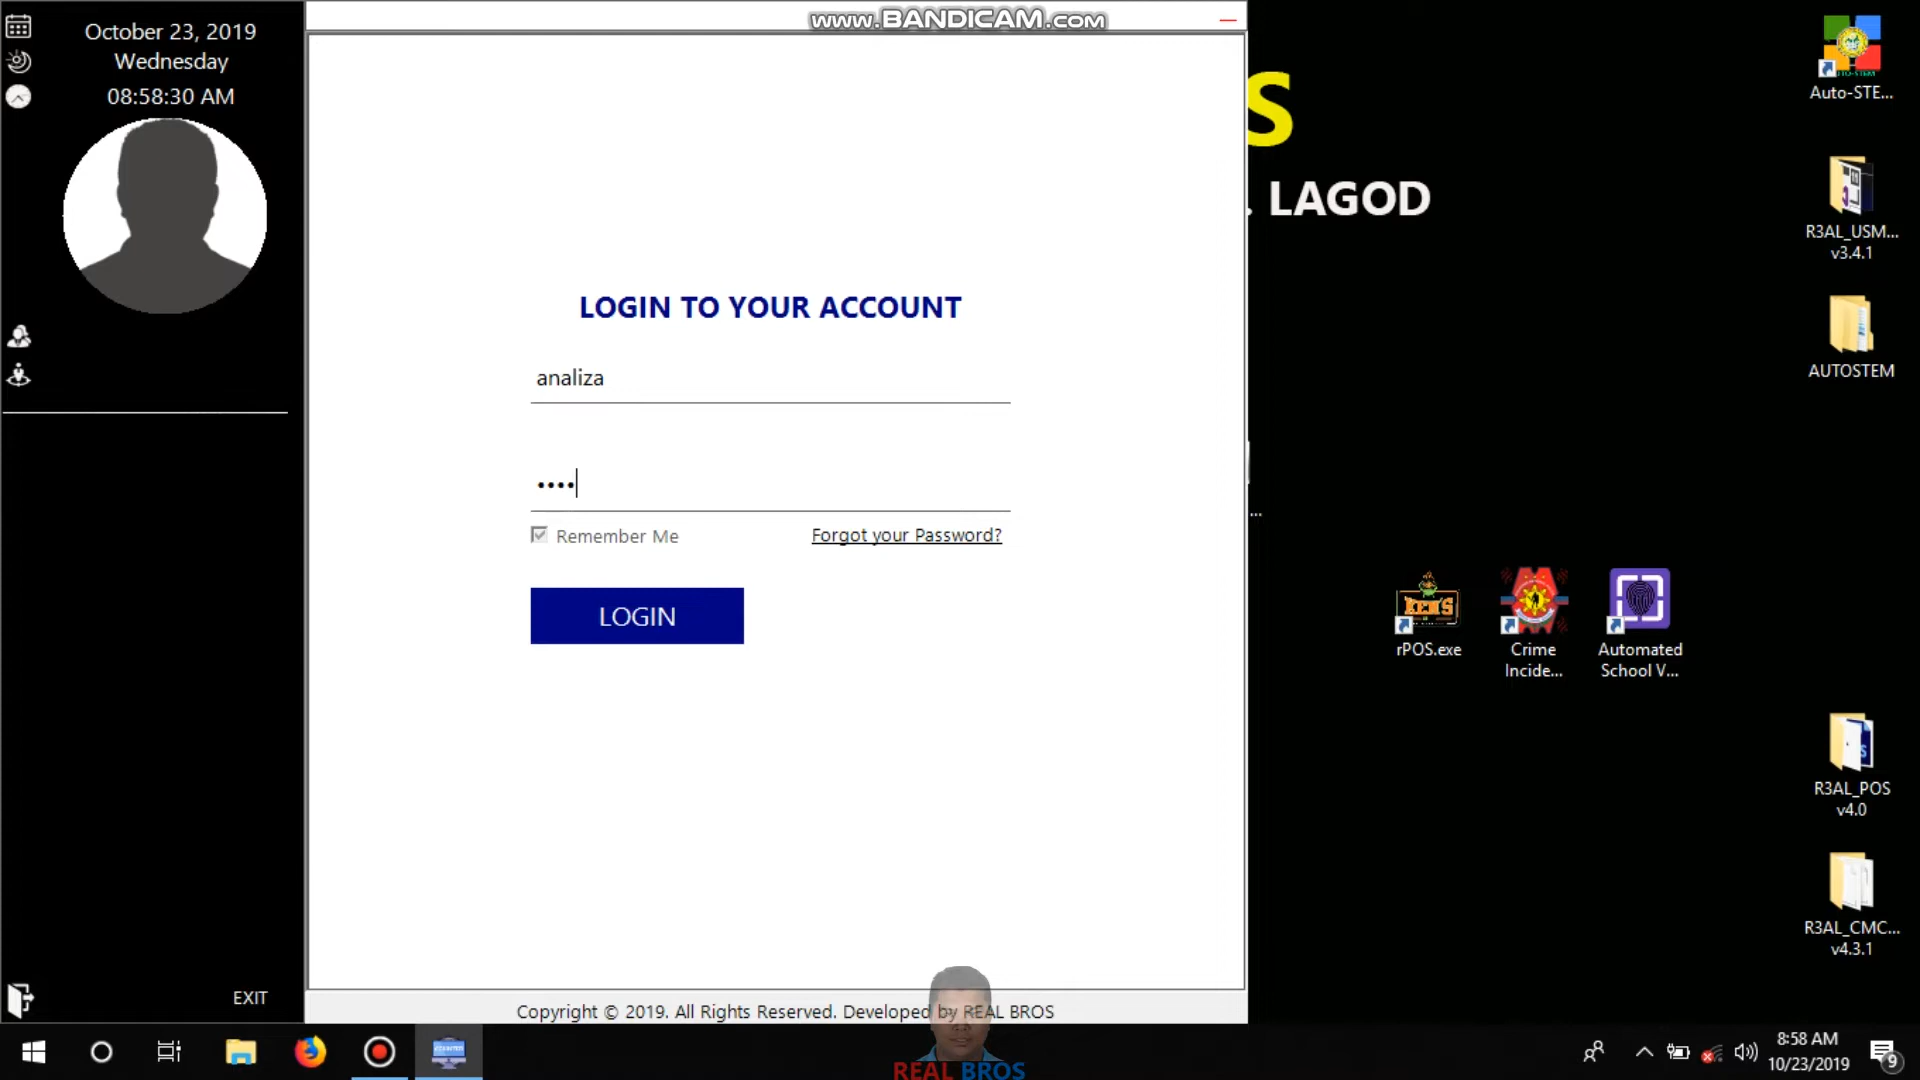 www.BANDICAM.com
October 23, 2019
Wednesday
08:58:30 AM
LOGIN TO YOUR ACCOUNT
analiza
Remember Me
Forgot your Password?
LOGIN
EXIT
Copyright © 2019. All Rights Reserved. Developed by REAL BROS
REAL BROS
S
. LAGOD
...
Auto-STE...
R3AL_USM...
v3.4.1
AUTOSTEM
KEN'S
rPOS.exe
Crime
Incide...
Automated
School V...
R3AL_POS
v4.0
R3AL_CMC...
v4.3.1
8:58 AM
10/23/2019
9